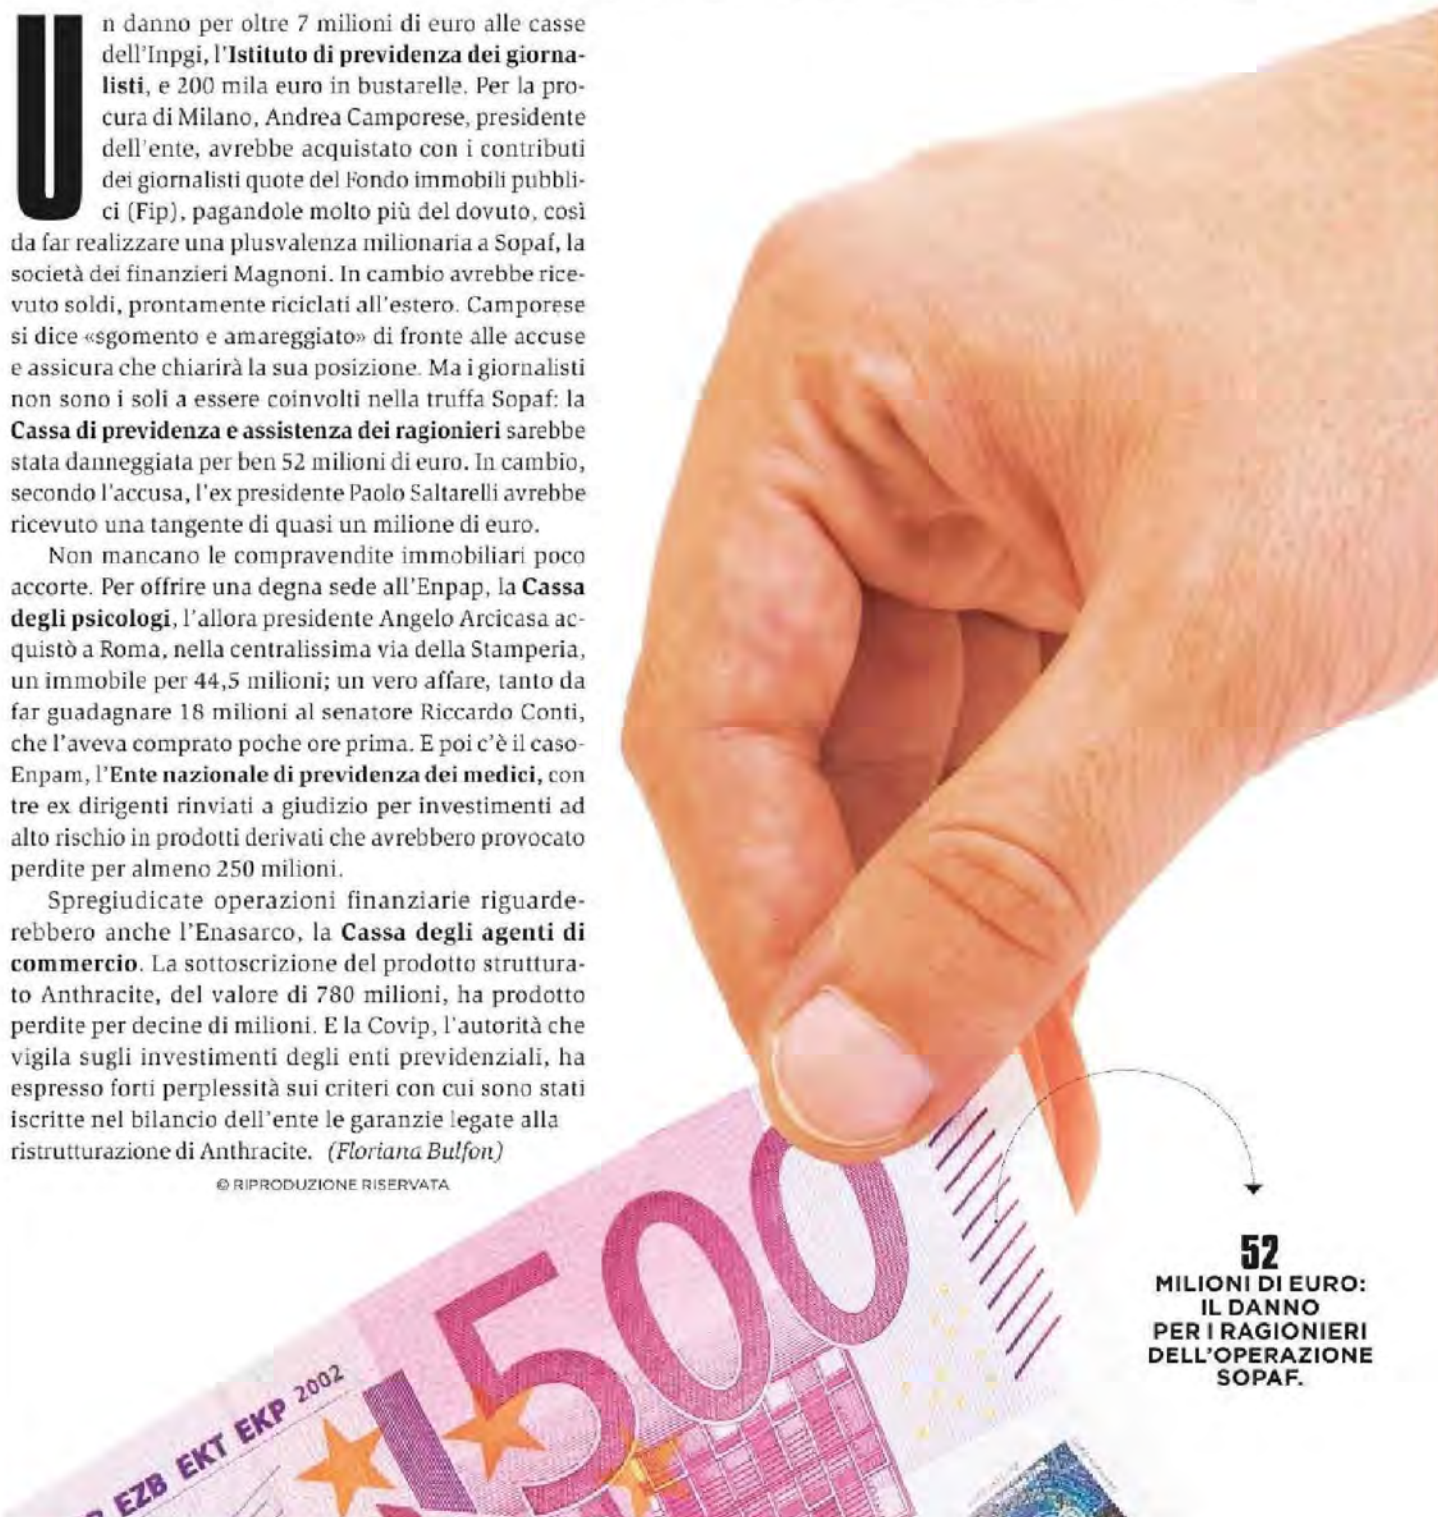 Un danno per oltre 7 milioni di euro alle casse
dell'Inpgi, l'Istituto di previdenza dei giorna-
listi, e 200 mila euro in bustarelle. Per la pro-
cura di Milano, Andrea Camporese, presidente
dell'ente, avrebbe acquistato con i contributi
dei giornalisti quote del Fondo immobili pubbli-
ci (Fip), pagandole molto più del dovuto, così
da far realizzare una plusvalenza milionaria a Sopaf, la
società dei finanzieri Magnoni. In cambio avrebbe rice-
vuto soldi, prontamente riciclati all'estero. Camporese
si dice «sgomento e amareggiato» di fronte alle accuse
e assicura che chiarirà la sua posizione. Ma i giornalisti
non sono i soli a essere coinvolti nella truffa Sopaf: la
Cassa di previdenza e assistenza dei ragionieri sarebbe
stata danneggiata per ben 52 milioni di euro. In cambio,
secondo l'accusa, l'ex presidente Paolo Saltarelli avrebbe
ricevuto una tangente di quasi un milione di euro.
Non mancano le compravendite immobiliari poco
accorte. Per offrire una degna sede all'Enpap, la Cassa
degli psicologi, l'allora presidente Angelo Arcicasa ac-
quistò a Roma, nella centralissima via della Stamperia,
un immobile per 44,5 milioni; un vero affare, tanto da
far guadagnare 18 milioni al senatore Riccardo Conti,
che l'aveva comprato poche ore prima. E poi c'è il caso-
Enpam, l'Ente nazionale di previdenza dei medici, con
tre ex dirigenti rinviati a giudizio per investimenti ad
alto rischio in prodotti derivati che avrebbero provocato
perdite per almeno 250 milioni.
Spregiudicate operazioni finanziarie riguarde-
rebbero anche l'Enasarco, la Cassa degli agenti di
commercio. La sottoscrizione del prodotto struttura-
to Anthracite, del valore di 780 milioni, ha prodotto
perdite per decine di milioni. E la Covip, l'autorità che
vigila sugli investimenti degli enti previdenziali, ha
espresso forti perplessità sui criteri con cui sono stati
iscritte nel bilancio dell'ente le garanzie legate alla
ristrutturazione di Anthracite. (Floriana Bulfon)
© RIPRODUZIONE RISERVATA
52
MILIONI DI EURO:
IL DANNO
PER I RAGIONIERI
DELL'OPERAZIONE
SOPAF.
500
EZB EKT EKP 2002